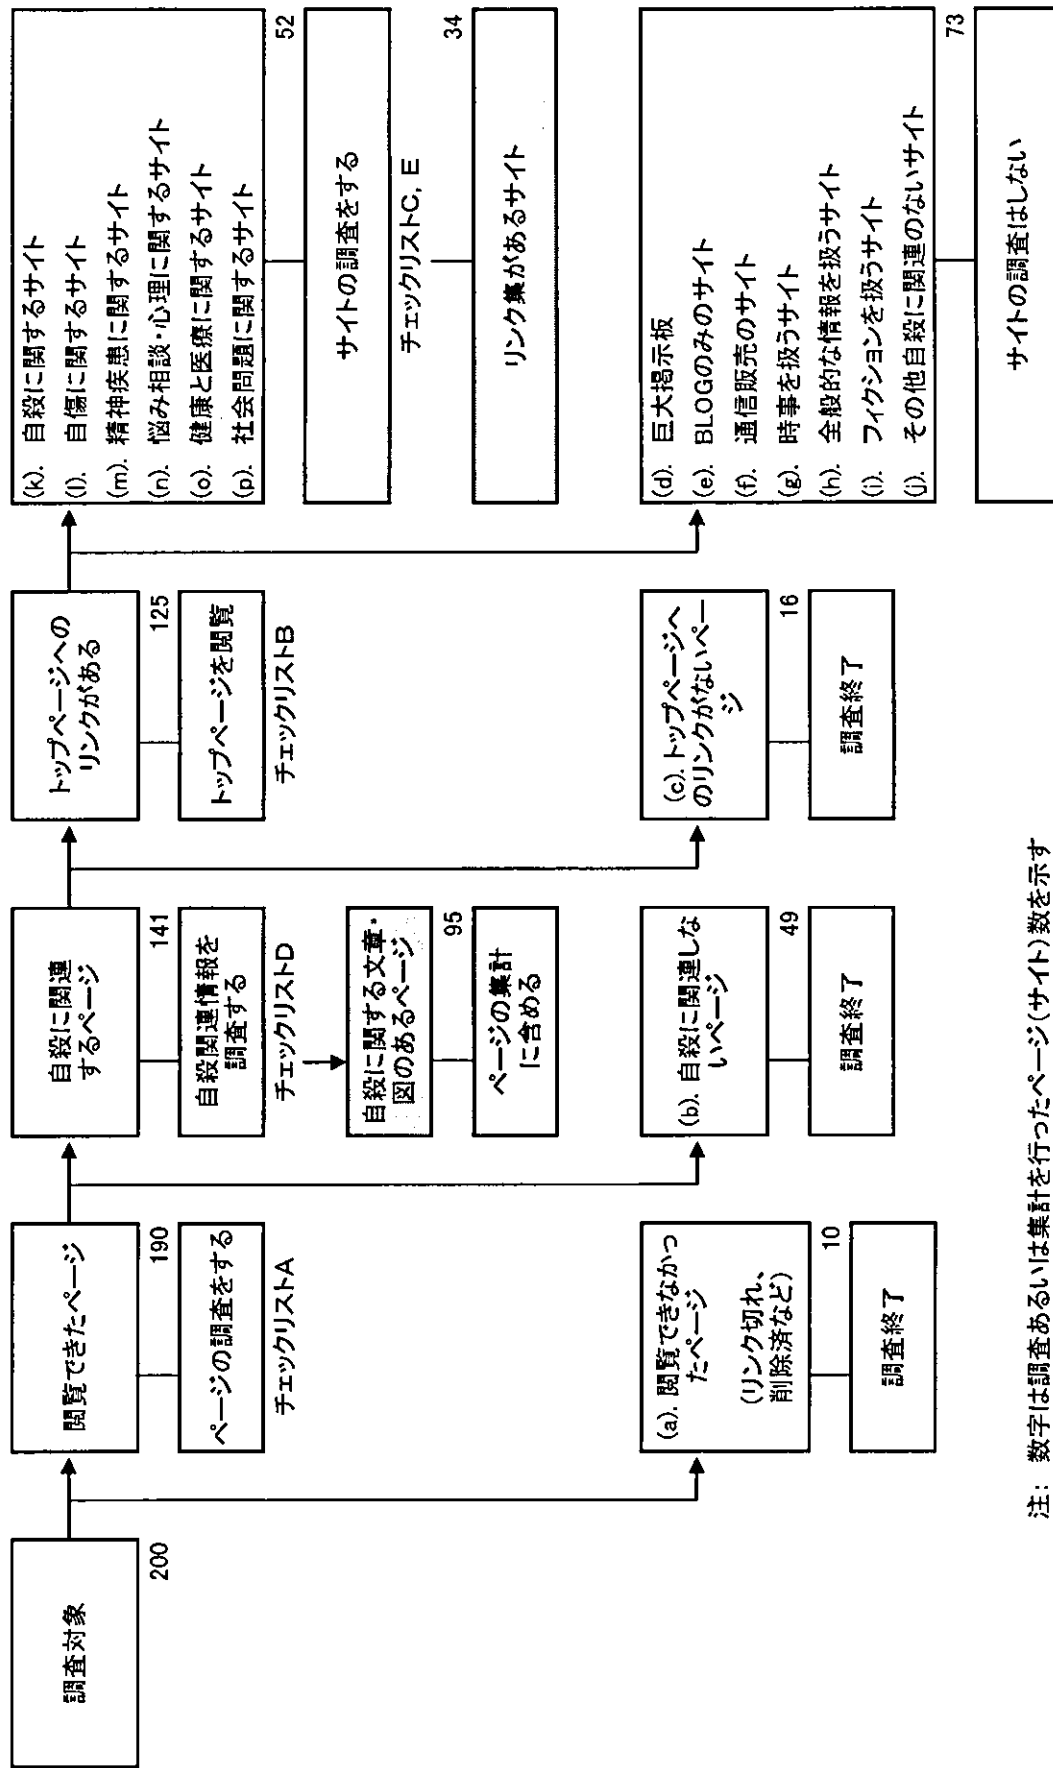 調査対象
200
閲覧できたページ
190
ページの調査をする
チェックリストA
(a). 閲覧できなかっ
たページ
(リンク切れ、
削除済など)
10
調査終了
自殺に関連
するページ
141
自殺関連情報を
調査する
チェックリストD
自殺に関する文章・
図のあるページ
95
ページの集計
に含める
(b). 自殺に関連しな
いページ
49
調査終了
トップページへの
リンクがある
125
トップページを閲覧
チェックリストB
(c). トップページへ
のリンクがないペー
ジ
16
調査終了
(k). 自殺に関するサイト
(l). 自傷に関するサイト
(m). 精神疾患に関するサイト
(n). 悩み相談・心理に関するサイト
(o). 健康と医療に関するサイト
(p). 社会問題に関するサイト
52
サイトの調査をする
チェックリストC, E
34
リンク集があるサイト
(d). 巨大掲示板
(e). BLOGのみのサイト
(f). 通信販売のサイト
(g). 時事を扱うサイト
(h). 全般的な情報を扱うサイト
(i). フィクションを扱うサイト
(j). その他自殺に関連のないサイト
73
サイトの調査はしない
注: 数字は調査あるいは集計を行ったページ(サイト)数を示す